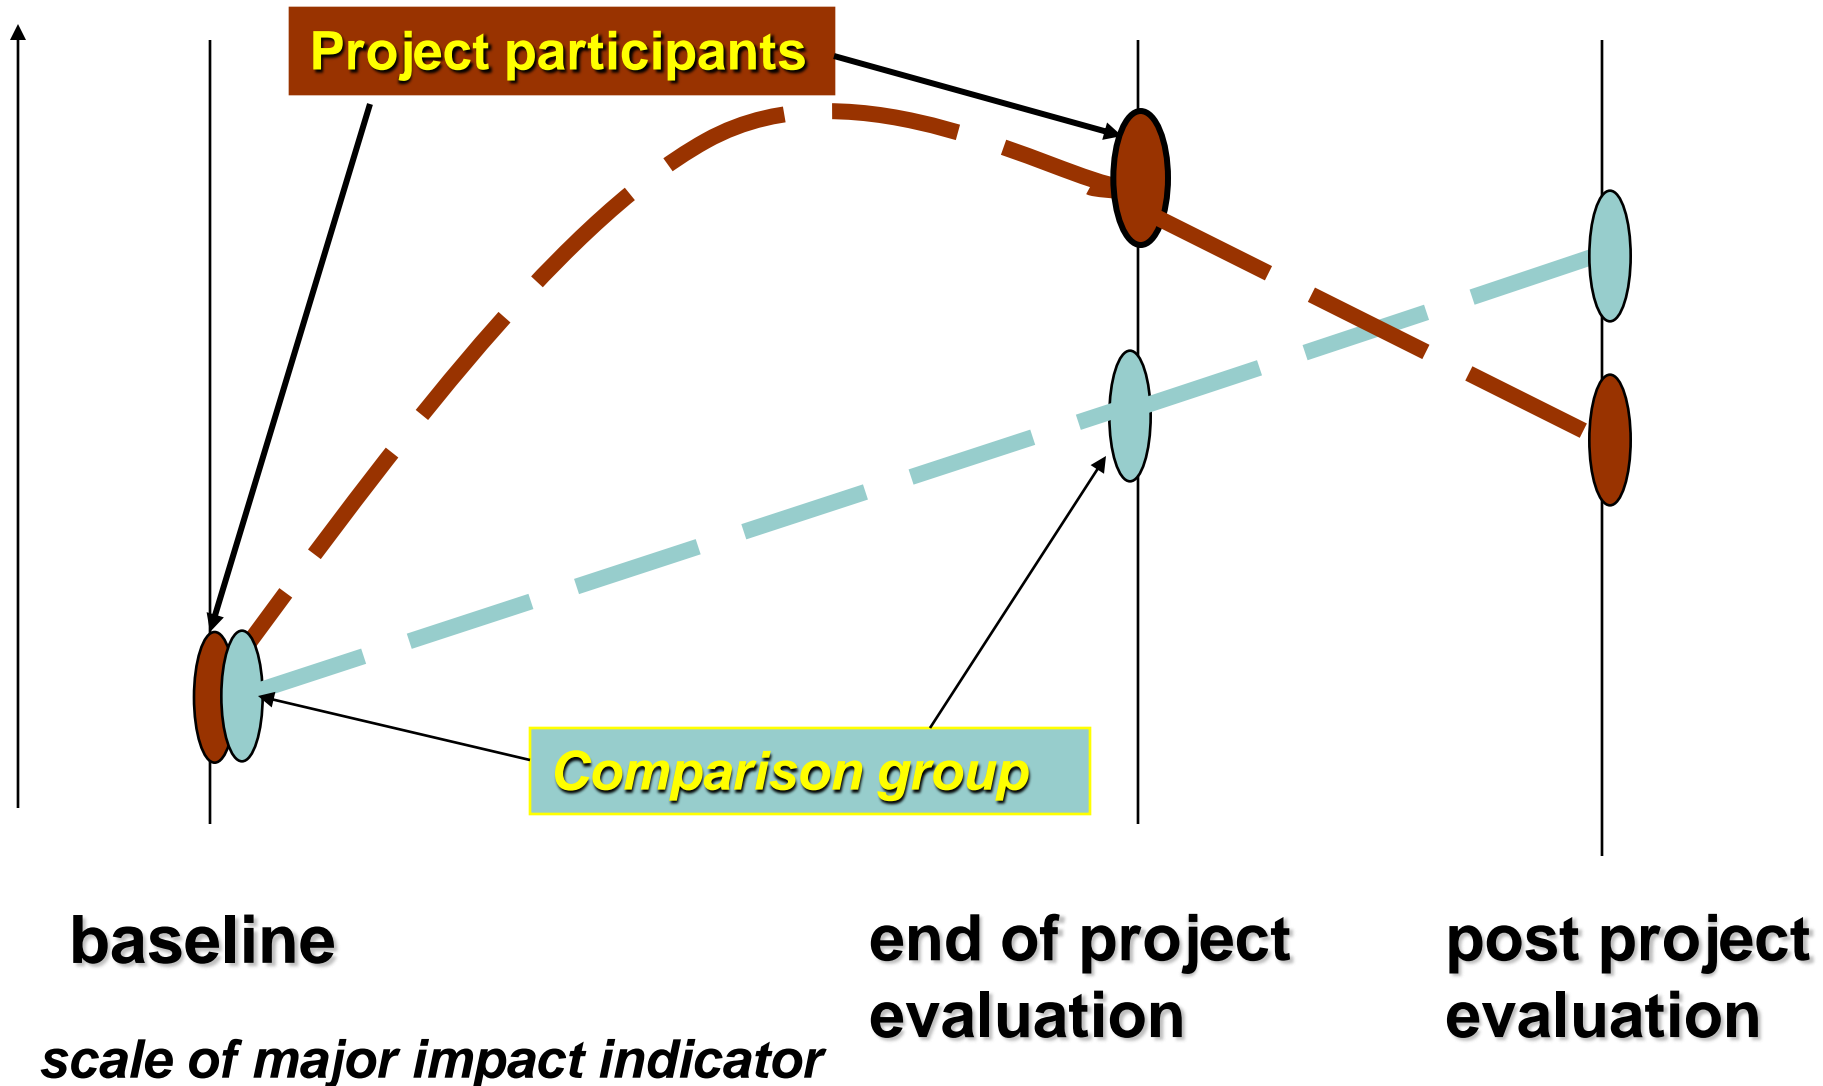 Project participants
Comparison group
baseline
end of project
evaluation
post project
evaluation
scale of major impact indicator